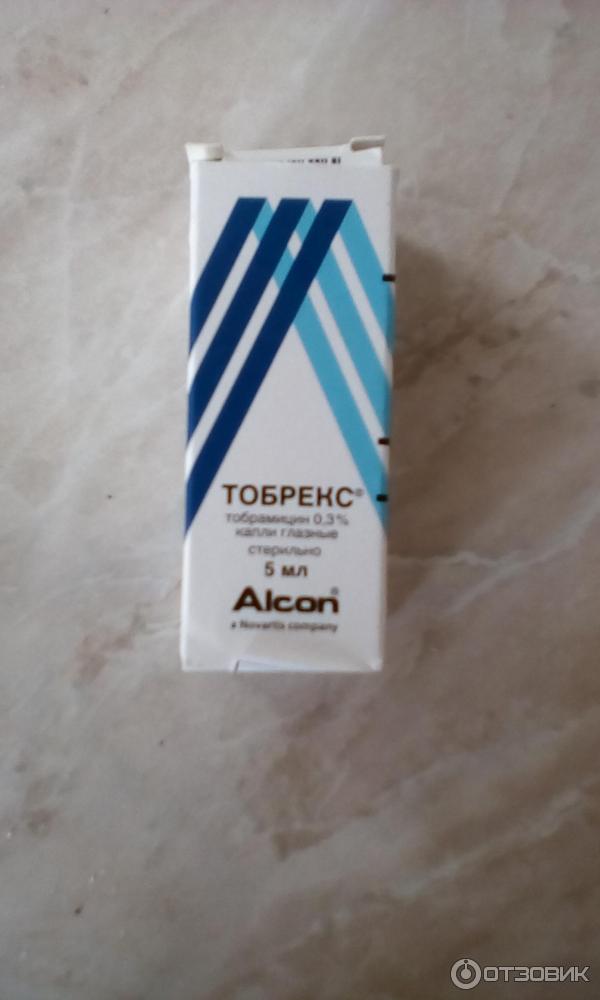 ТОБРЕКС®
тобрамицин 0,3%
капли глазные
стерильно
5 мл
Alcon®
a Novartis company
ОТЗОВИК